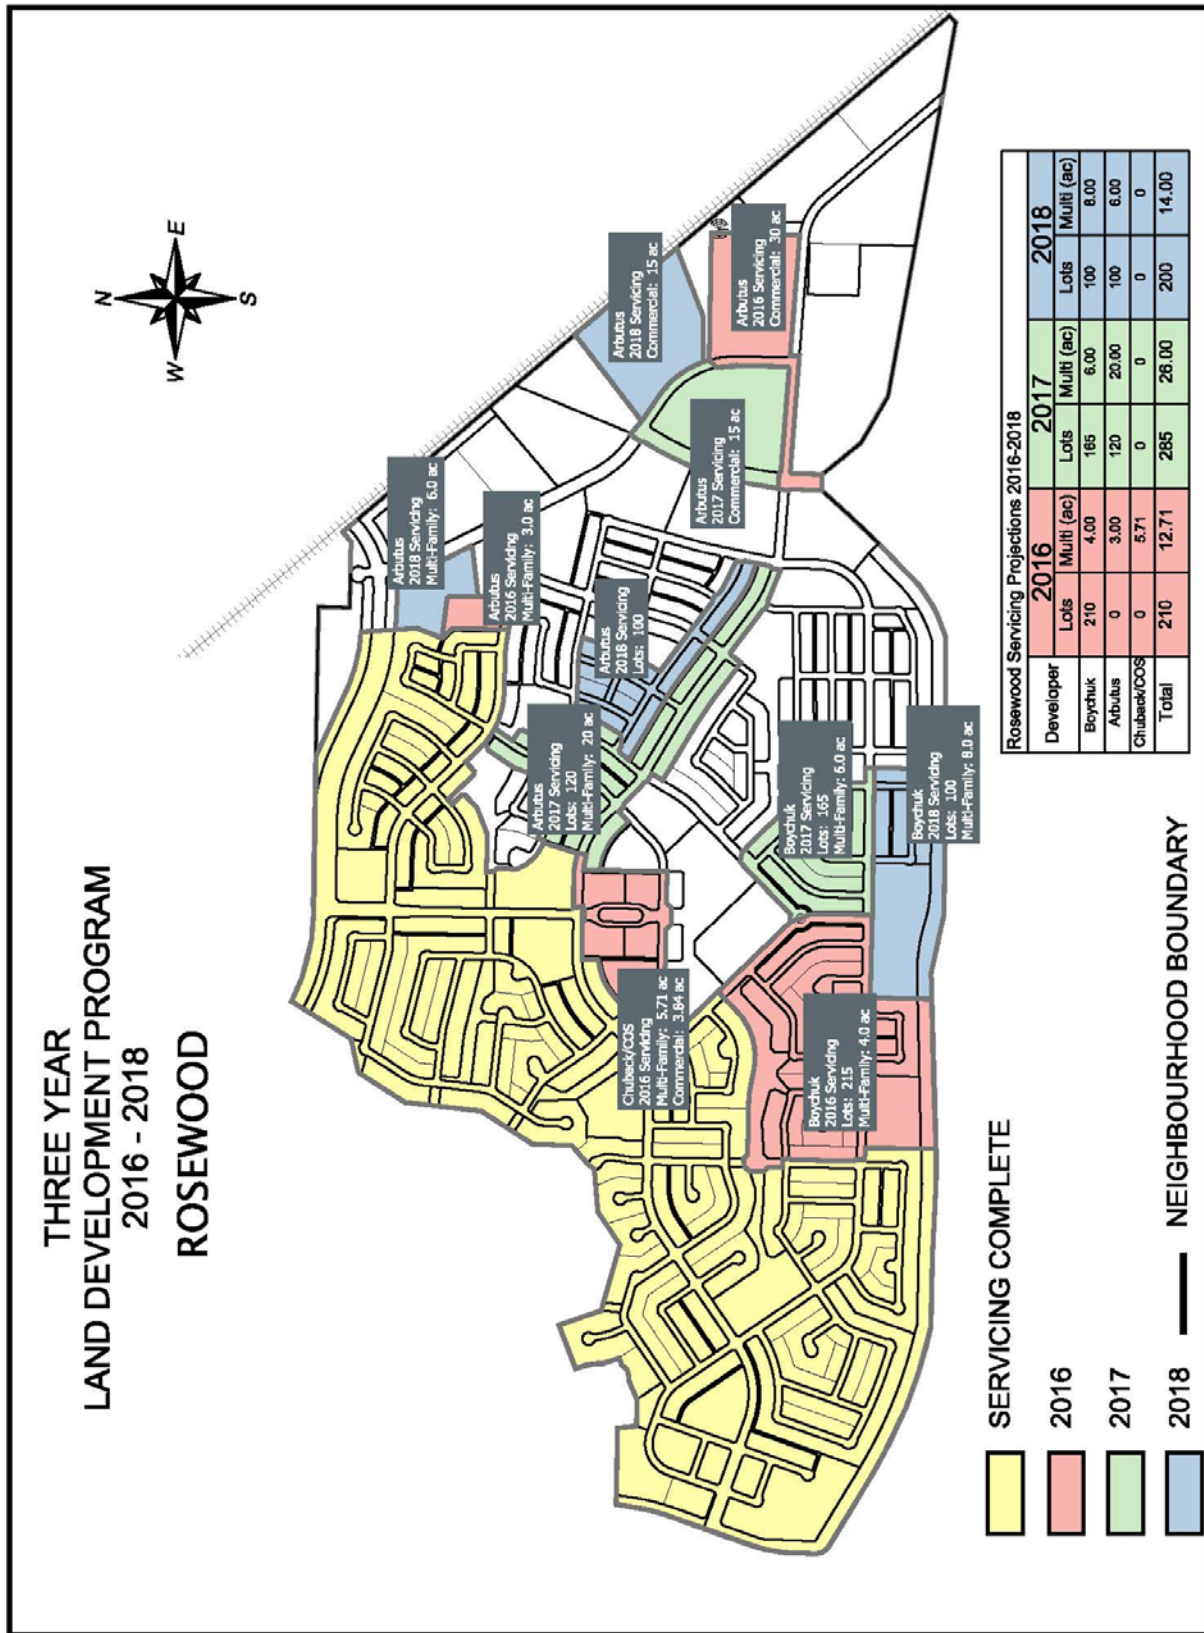 THREE YEAR
LAND DEVELOPMENT PROGRAM
2016 - 2018
ROSEWOOD
N
W
E
S
Arbutus
2018 Servicing
Multi-Family: 6.0 ac
Arbutus
2016 Servicing
Multi-Family: 3.0 ac
Arbutus
2018 Servicing
Commercial: 15 ac
Arbutus
2016 Servicing
Commercial: 30 ac
Arbutus
2017 Servicing
Commercial: 15 ac
Arbutus
2018 Servicing
Lots: 100
Arbutus
2017 Servicing
Lots: 120
Multi-Family: 20 ac
Chuback/COS
2016 Servicing
Multi-Family: 5.71 ac
Commercial: 3.84 ac
Boychuk
2017 Servicing
Lots: 165
Multi-Family: 6.0 ac
Boychuk
2016 Servicing
Lots: 215
Multi-Family: 4.0 ac
Boychuk
2018 Servicing
Lots: 100
Multi-Family: 8.0 ac
SERVICING COMPLETE
2016
2017
2018
NEIGHBOURHOOD BOUNDARY
Rosewood Servicing Projections 2016-2018
Developer 2016 2017 2018
Lots Multi (ac) Lots Multi (ac) Lots Multi (ac)
Boychuk 210 4.00 165 6.00 100 8.00
Arbutus 0 3.00 120 20.00 100 6.00
Chuback/COS 0 5.71 0 0 0 0
Total 210 12.71 285 26.00 200 14.00